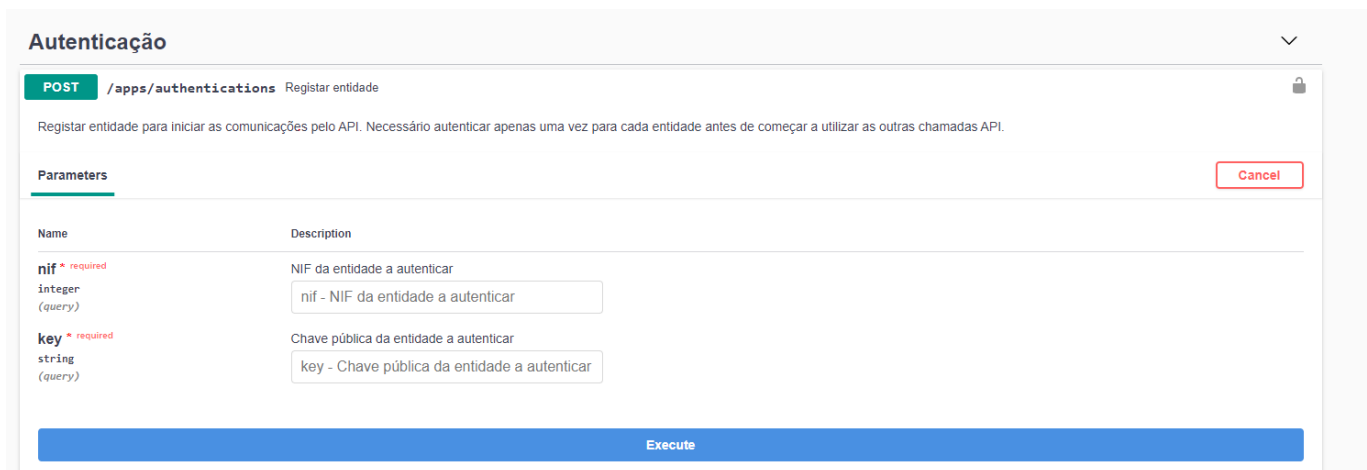 Autenticação
POST /apps/authentications Registar entidade
Registar entidade para iniciar as comunicações pelo API. Necessário autenticar apenas uma vez para cada entidade antes de começar a utilizar as outras chamadas API.
Parameters Cancel
Name Description
nif * required NIF da entidade a autenticar
integer nif - NIF da entidade a autenticar
(query)
key * required Chave pública da entidade a autenticar
string key - Chave pública da entidade a autenticar
(query)
Execute